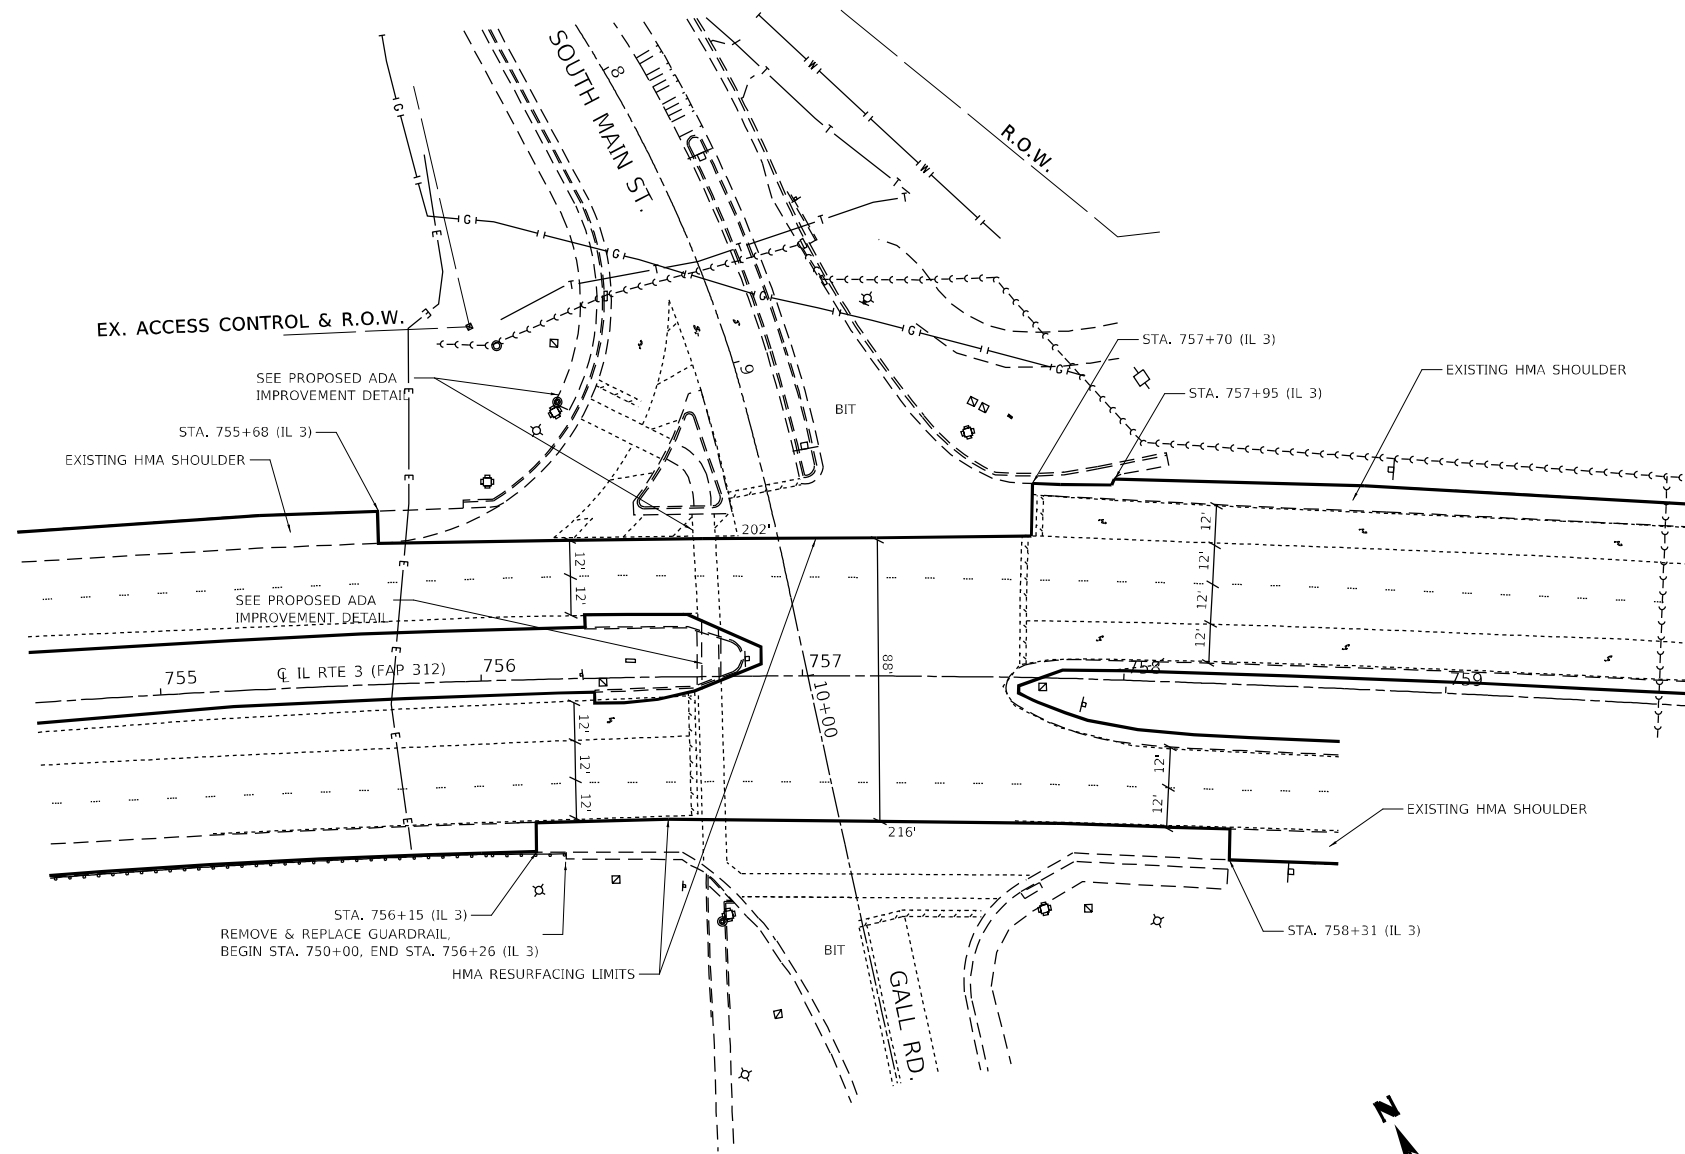 SOUTH MAIN ST.
8
R.O.W.
G
W
T
W
T
T
G
T
E
G
T
T
G
G
E
EX. ACCESS CONTROL & R.O.W.
STA. 757+70 (IL 3)
G
9
SEE PROPOSED ADA
IMPROVEMENT DETAIL
EXISTING HMA SHOULDER
STA. 757+95 (IL 3)
E
BIT
STA. 755+68 (IL 3)
EXISTING HMA SHOULDER
E
202'
12'
12'
12'
12'
12'
12'
E
SEE PROPOSED ADA
IMPROVEMENT DETAIL
E
755
℄ IL RTE 3 (FAP 312)
756
757
88'
758
759
10+00
E
12'
12'
12'
12'
12'
E
216'
EXISTING HMA SHOULDER
STA. 756+15 (IL 3)
REMOVE & REPLACE GUARDRAIL,
BEGIN STA. 750+00, END STA. 756+26 (IL 3)
HMA RESURFACING LIMITS
BIT
STA. 758+31 (IL 3)
GALL RD.
N